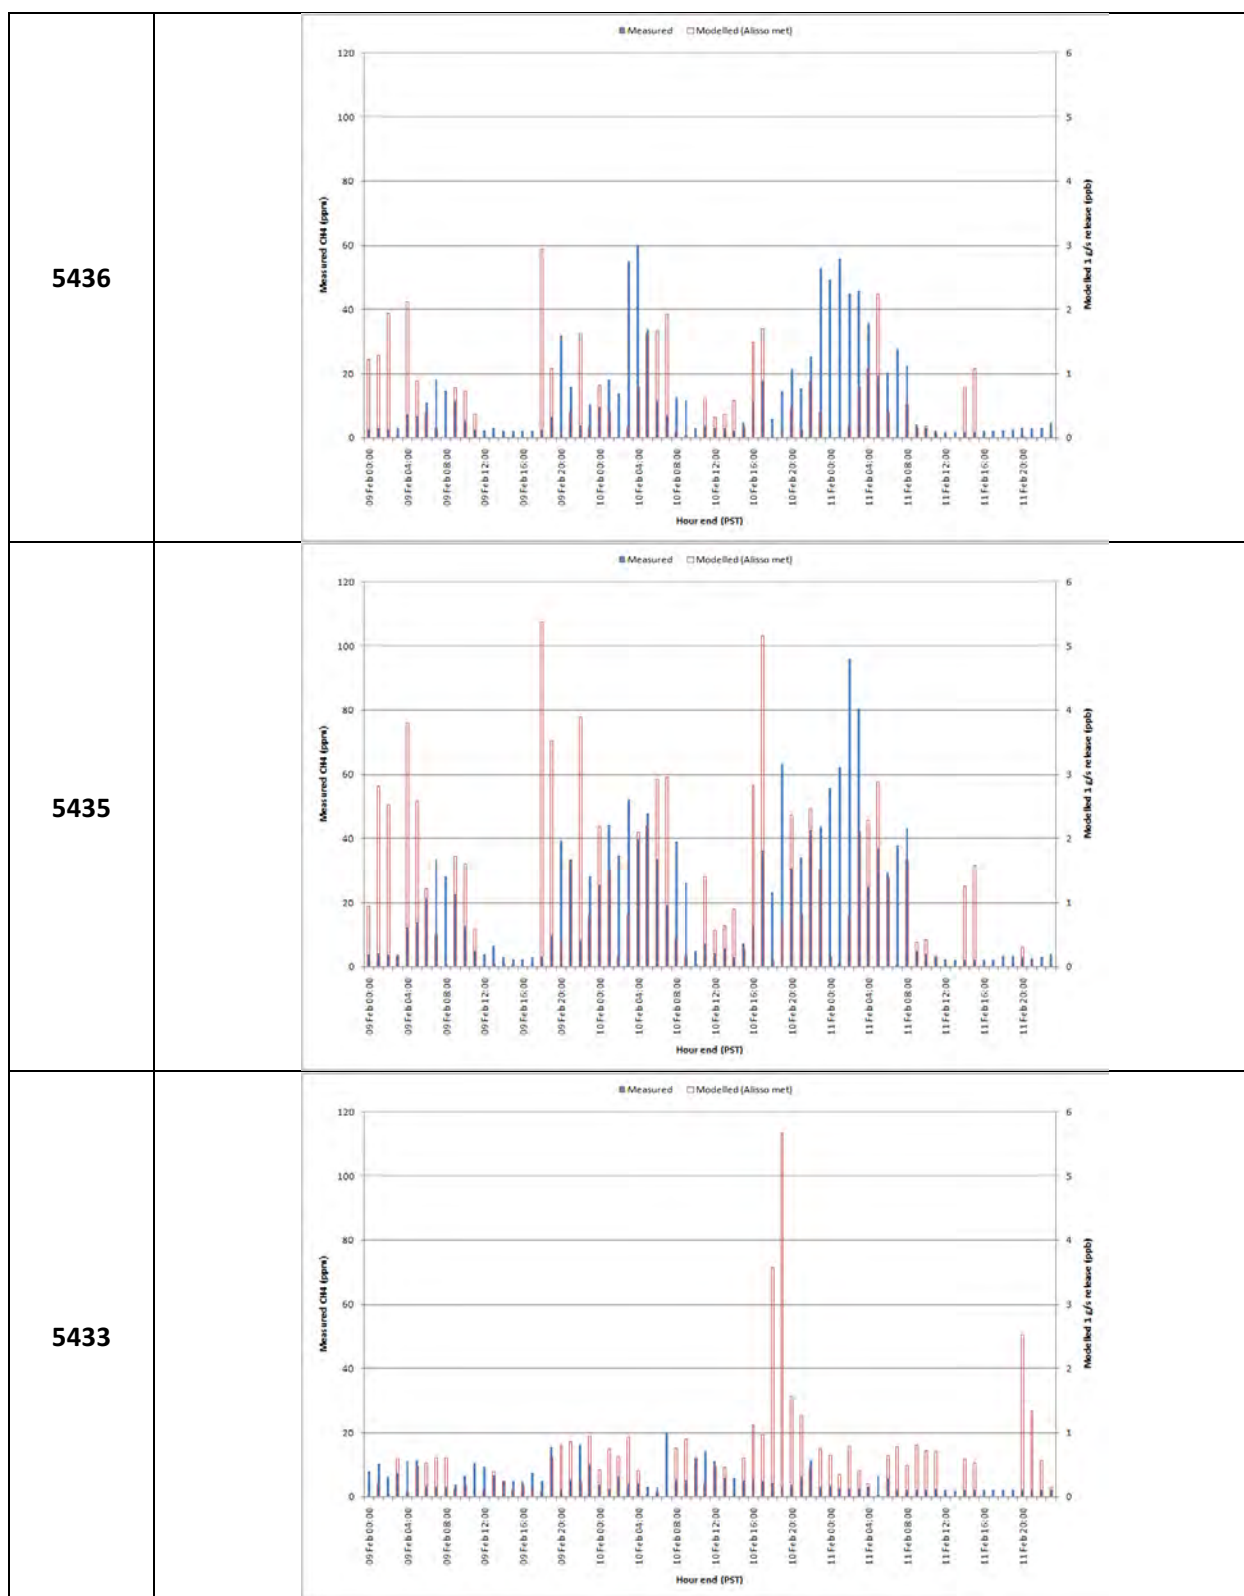 5436
■ Measured □ Modelled (Alisso met)
Measured CH4 (ppm)
120
100
80
60
40
20
0
6
5
4
3
2
1
0
Modelled 1 g/s release (ppb)
09 Feb 00:00
09 Feb 04:00
09 Feb 08:00
09 Feb 12:00
09 Feb 16:00
09 Feb 20:00
10 Feb 00:00
10 Feb 04:00
10 Feb 08:00
10 Feb 12:00
10 Feb 16:00
10 Feb 20:00
11 Feb 00:00
11 Feb 04:00
11 Feb 08:00
11 Feb 12:00
11 Feb 16:00
11 Feb 20:00
Hour end (PST)
5435
■ Measured □ Modelled (Alisso met)
Measured CH4 (ppm)
120
100
80
60
40
20
0
6
5
4
3
2
1
0
Modelled 1 g/s release (ppb)
09 Feb 00:00
09 Feb 04:00
09 Feb 08:00
09 Feb 12:00
09 Feb 16:00
09 Feb 20:00
10 Feb 00:00
10 Feb 04:00
10 Feb 08:00
10 Feb 12:00
10 Feb 16:00
10 Feb 20:00
11 Feb 00:00
11 Feb 04:00
11 Feb 08:00
11 Feb 12:00
11 Feb 16:00
11 Feb 20:00
Hour end (PST)
5433
■ Measured □ Modelled (Alisso met)
Measured CH4 (ppm)
120
100
80
60
40
20
0
6
5
4
3
2
1
0
Modelled 1 g/s release (ppb)
09 Feb 00:00
09 Feb 04:00
09 Feb 08:00
09 Feb 12:00
09 Feb 16:00
09 Feb 20:00
10 Feb 00:00
10 Feb 04:00
10 Feb 08:00
10 Feb 12:00
10 Feb 16:00
10 Feb 20:00
11 Feb 00:00
11 Feb 04:00
11 Feb 08:00
11 Feb 12:00
11 Feb 16:00
11 Feb 20:00
Hour end (PST)